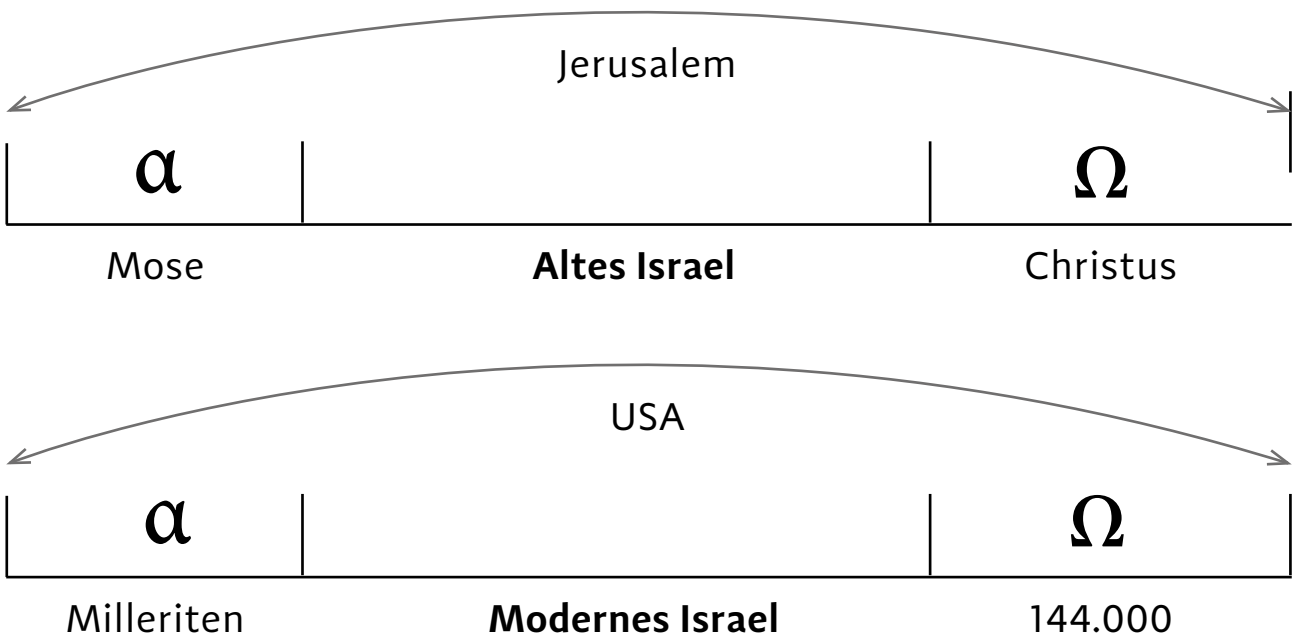 Jerusalem
α Ω
Mose Altes Israel Christus
USA
α Ω
Milleriten Modernes Israel 144.000